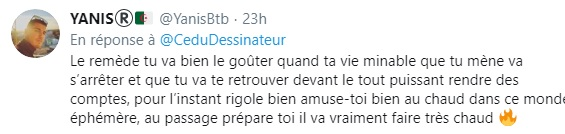 YANIS®🇩🇿 @YanisBtb · 23h
En réponse à @CeduDessinateur
Le remède tu va bien le goûter quand ta vie minable que tu mène va
s'arrêter et que tu va te retrouver devant le tout puissant rendre des
comptes, pour l'instant rigole bien amuse-toi bien au chaud dans ce monde
éphémère, au passage prépare toi il va vraiment faire très chaud 🔥